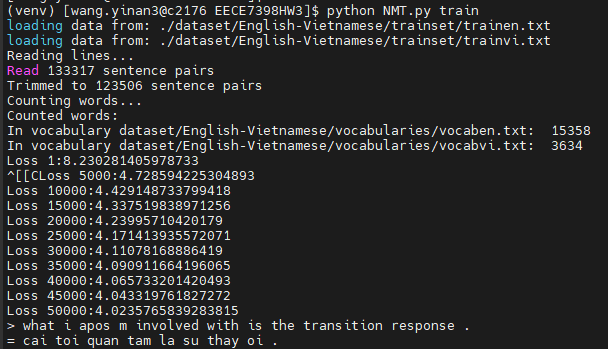 (venv) [wang.yinan3@c2176 EECE7398HW3]$ python NMT.py train
loading data from: ./dataset/English-Vietnamese/trainset/trainen.txt
loading data from: ./dataset/English-Vietnamese/trainset/trainvi.txt
Reading lines...
Read 133317 sentence pairs
Trimmed to 123506 sentence pairs
Counting words...
Counted words:
In vocabulary dataset/English-Vietnamese/vocabularies/vocaben.txt:  15358
In vocabulary dataset/English-Vietnamese/vocabularies/vocabvi.txt:  3634
Loss 1:8.230281405978733
^[[CLoss 5000:4.728594225304893
Loss 10000:4.429148733799418
Loss 15000:4.337519838971256
Loss 20000:4.23995710420179
Loss 25000:4.171413935572071
Loss 30000:4.11078168886419
Loss 35000:4.090911664196065
Loss 40000:4.065733201420493
Loss 45000:4.043319761827272
Loss 50000:4.0235765839283815
> what i apos m involved with is the transition response .
= cai toi quan tam la su thay oi .